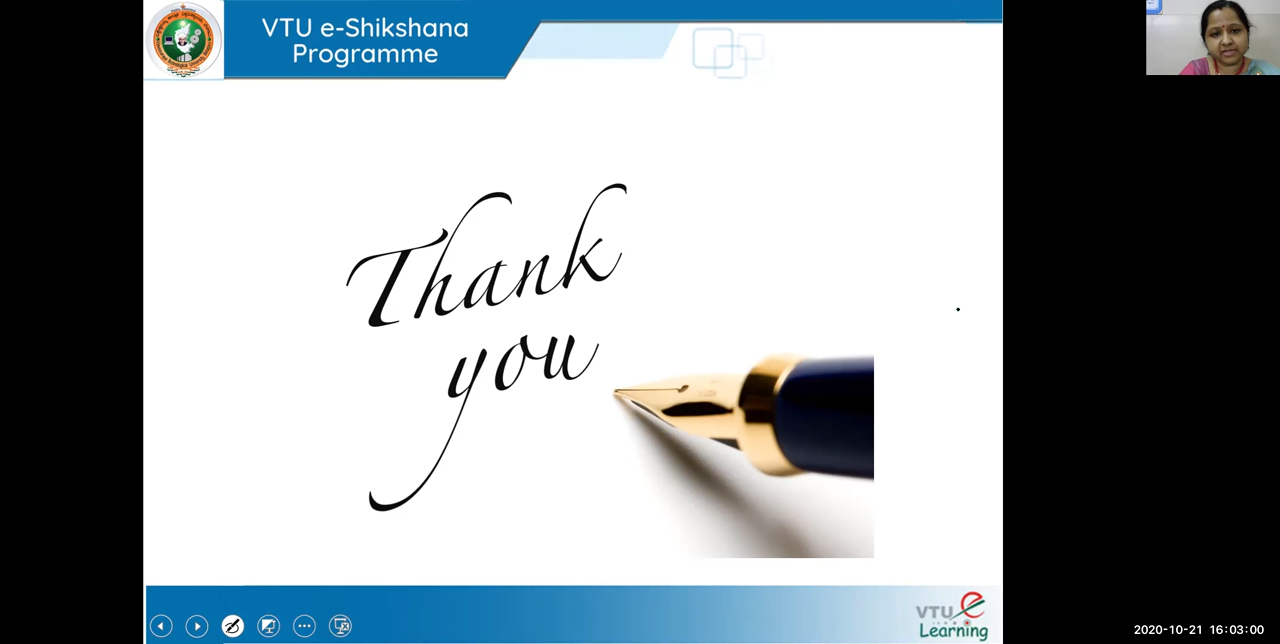 VTU e-Shikshana
Programme
Thank
you
VTU e
Learning
2020-10-21 16:03:00